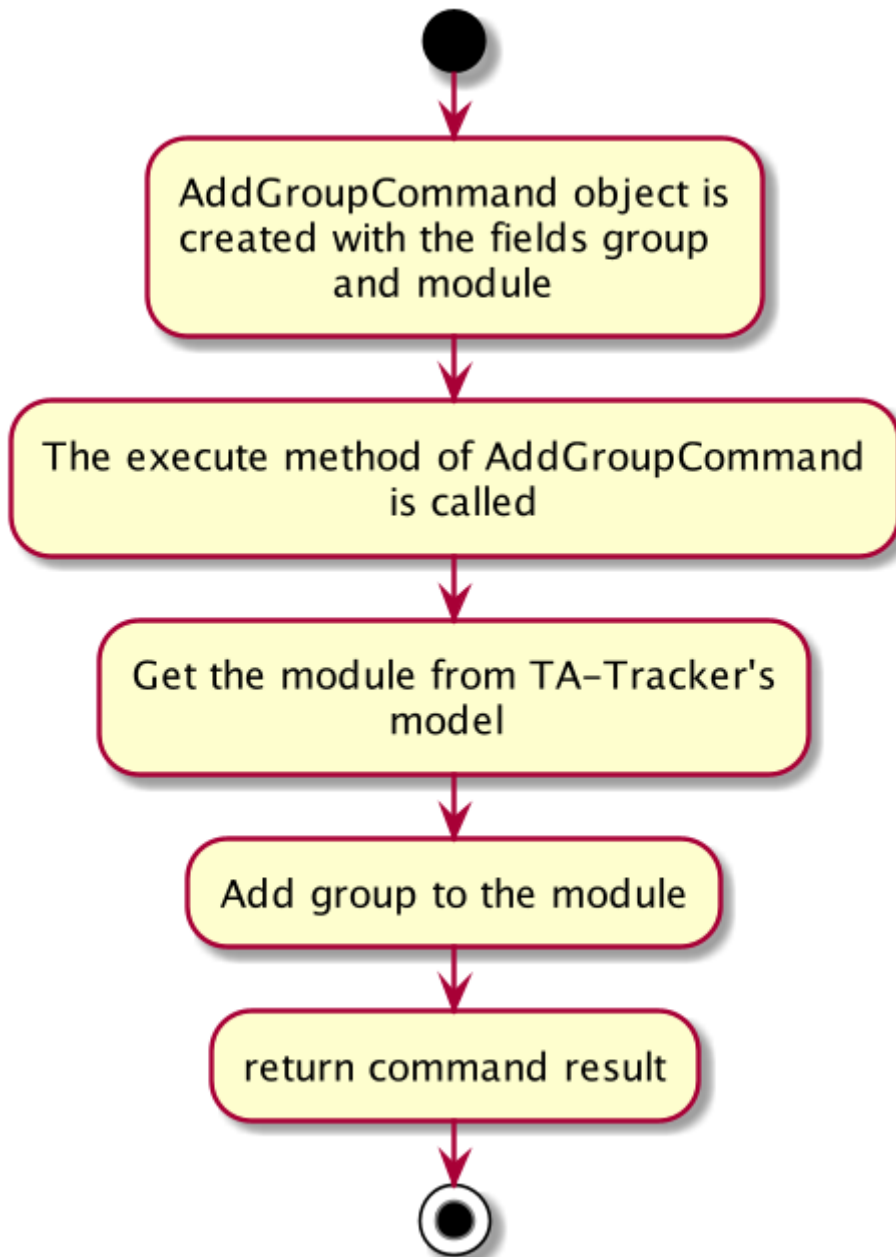 AddGroupCommand object is
created with the fields group
and module
The execute method of AddGroupCommand
is called
Get the module from TA-Tracker's
model
Add group to the module
return command result